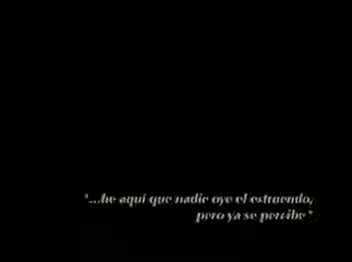 "...he aquí que nadie oye el estruendo,
pero ya se percibe"